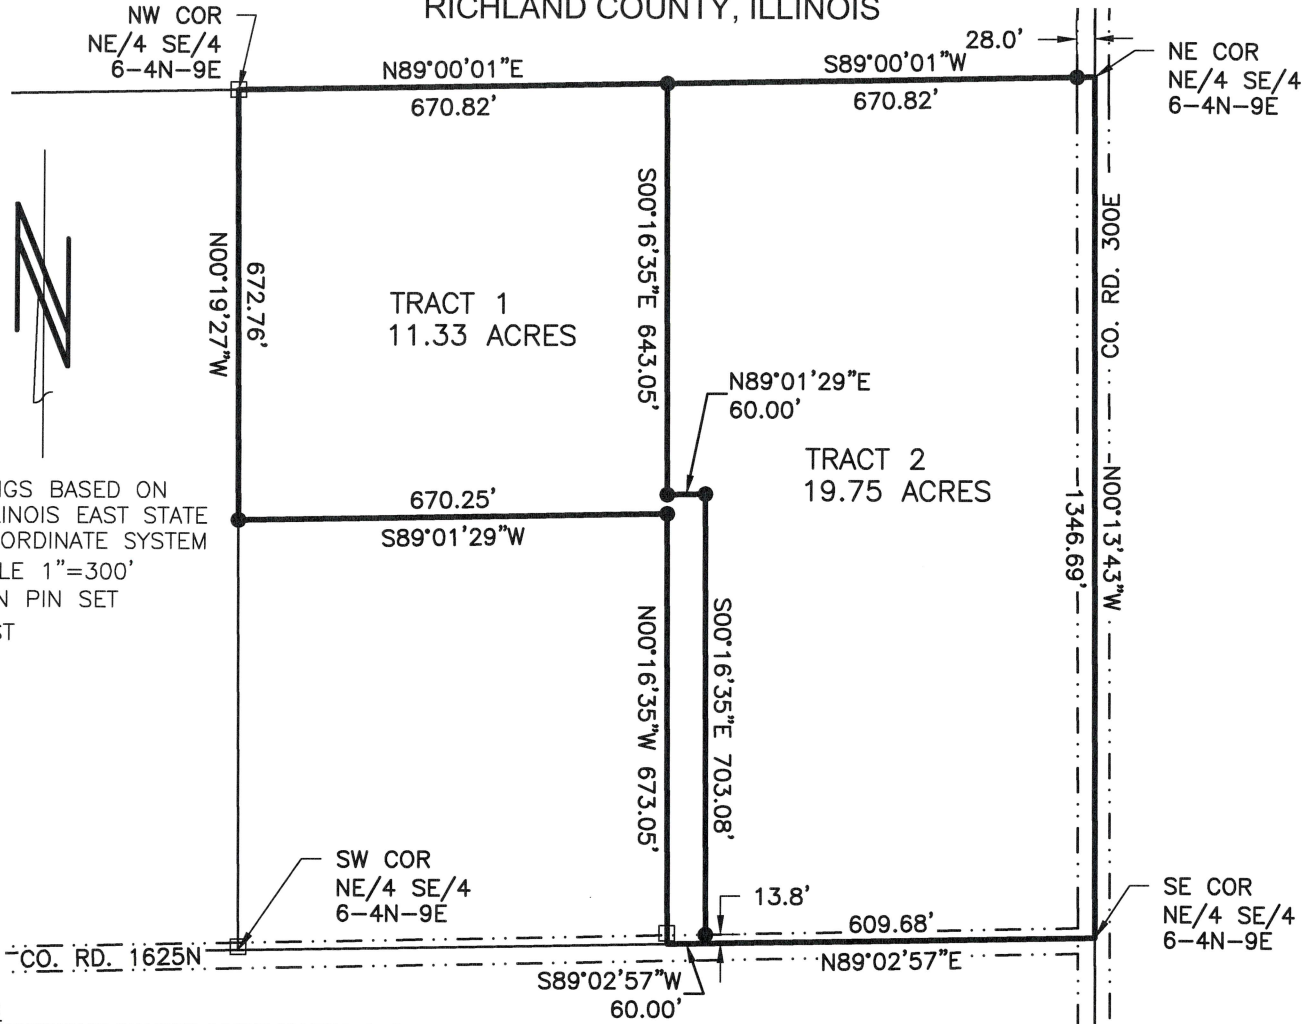 RICHLAND COUNTY, ILLINOIS
NW COR
NE/4 SE/4
6-4N-9E
N89°00'01"E
670.82'
S89°00'01"W
670.82'
28.0'
NE COR
NE/4 SE/4
6-4N-9E
N00°19'27"W
672.76'
TRACT 1
11.33 ACRES
S00°16'35"E 643.05'
N89°01'29"E
60.00'
TRACT 2
19.75 ACRES
CO. RD. 300E
N00°13'43"W
1346.69'
NGS BASED ON
LINOIS EAST STATE
ORDINATE SYSTEM
LE 1"=300'
N PIN SET
ST
670.25'
S89°01'29"W
N00°16'35"W 673.05'
S00°16'35"E 703.08'
SW COR
NE/4 SE/4
6-4N-9E
13.8'
609.68'
N89°02'57"E
SE COR
NE/4 SE/4
6-4N-9E
CO. RD. 1625N
S89°02'57"W
60.00'